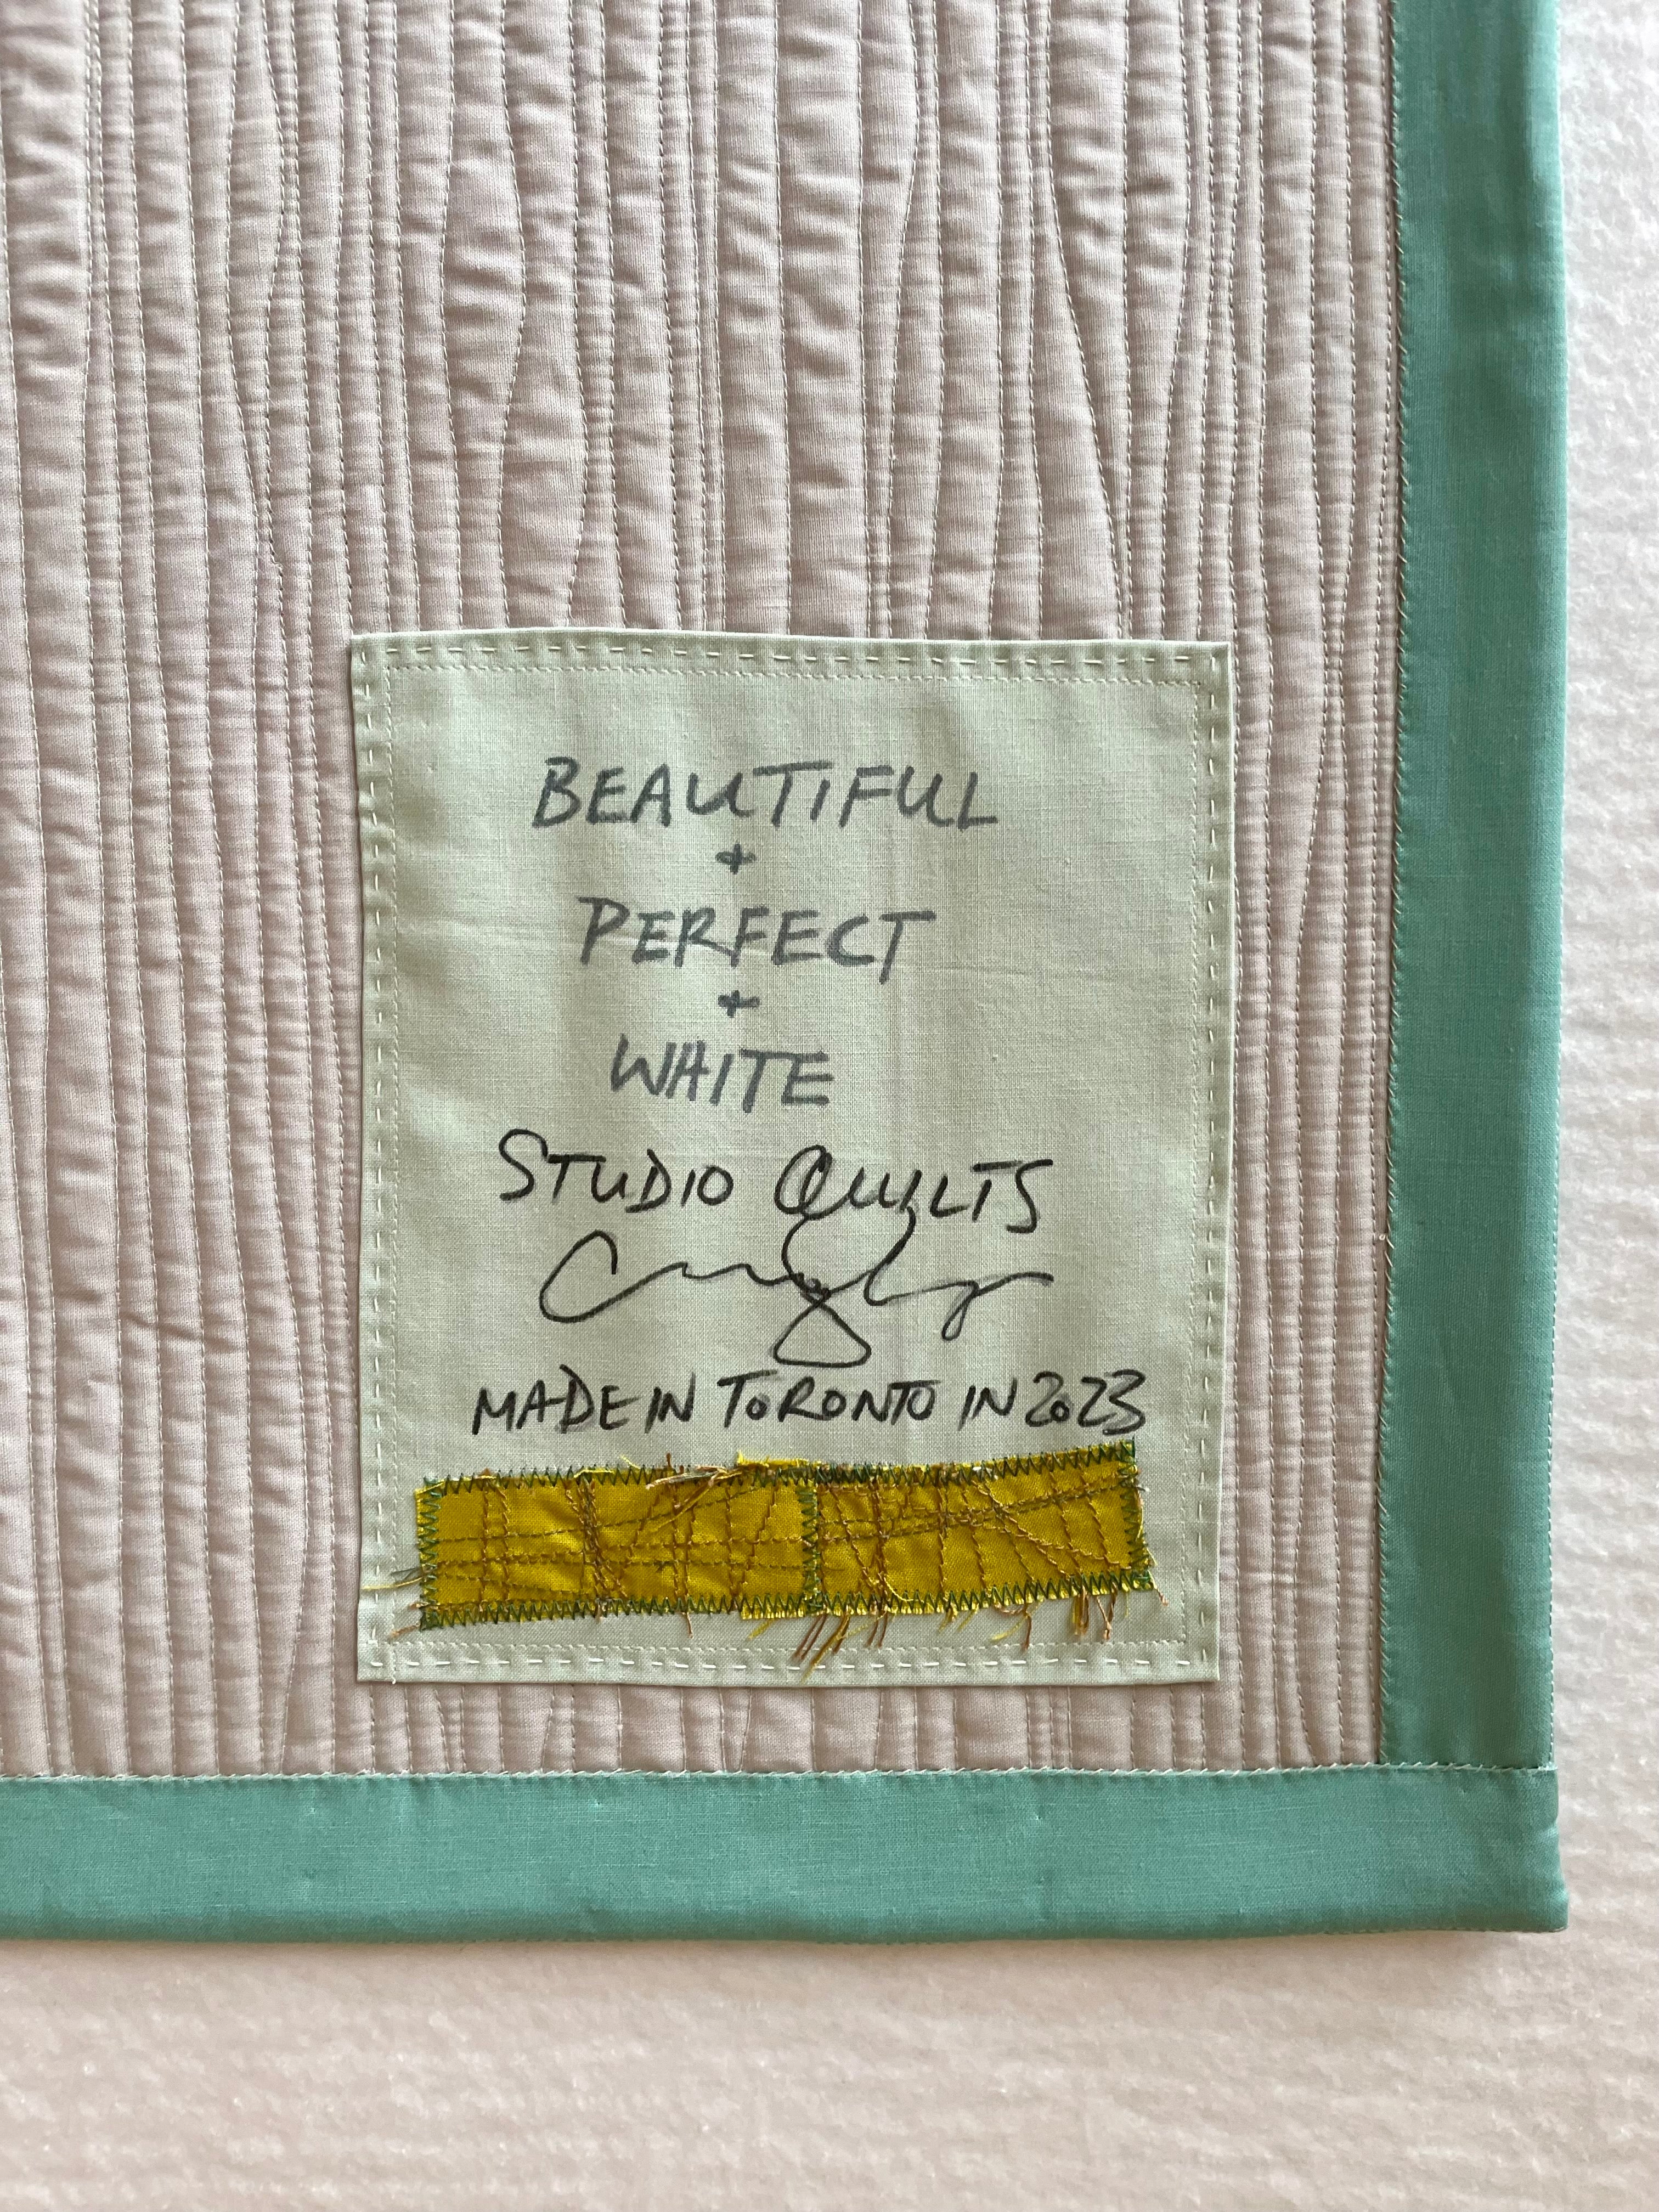 BEAUTIFUL
+
PERFECT
+
WHITE
STUDIO QUILTS
MADE IN TORONTO IN 2023